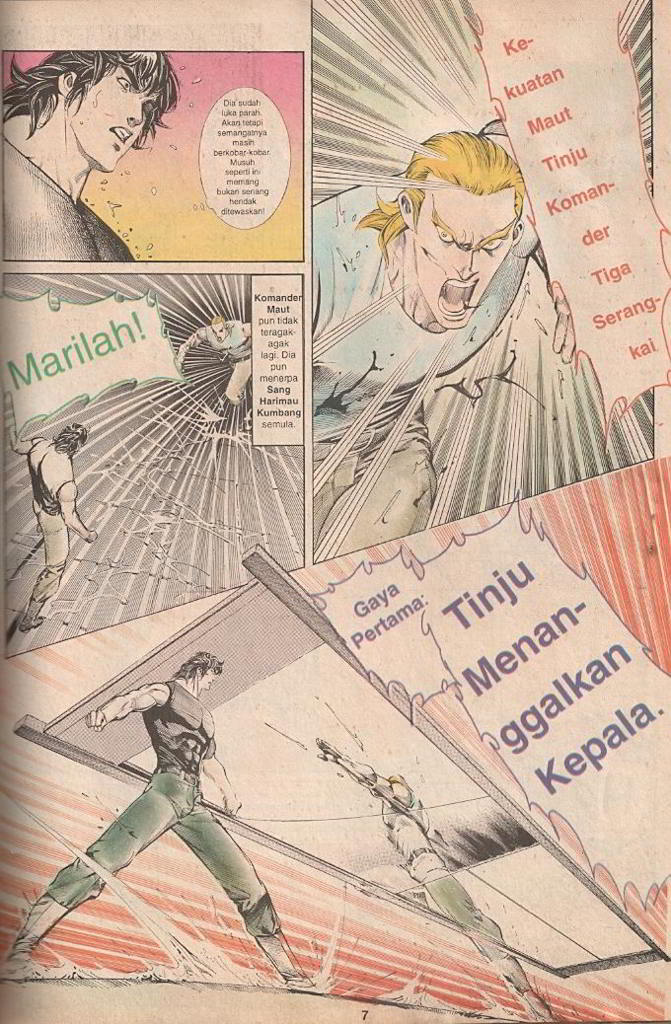 Dia sudah
luka parah.
Akan tetapi
semangatnya
masih
berkobar-kobar.
Musuh
seperti ini
memang
bukan senang
hendak
ditewaskan!
Ke-
kuatan
Maut
Tinju
Koman-
der
Tiga
Serang-
kai
Marilah!
Komander
Maut
pun tidak
teragak-
agak
lagi. Dia
pun
menerpa
Sang
Harimau
Kumbang
semula.
Gaya
Pertama:
Tinju
Menan-
ggalkan
Kepala.
7